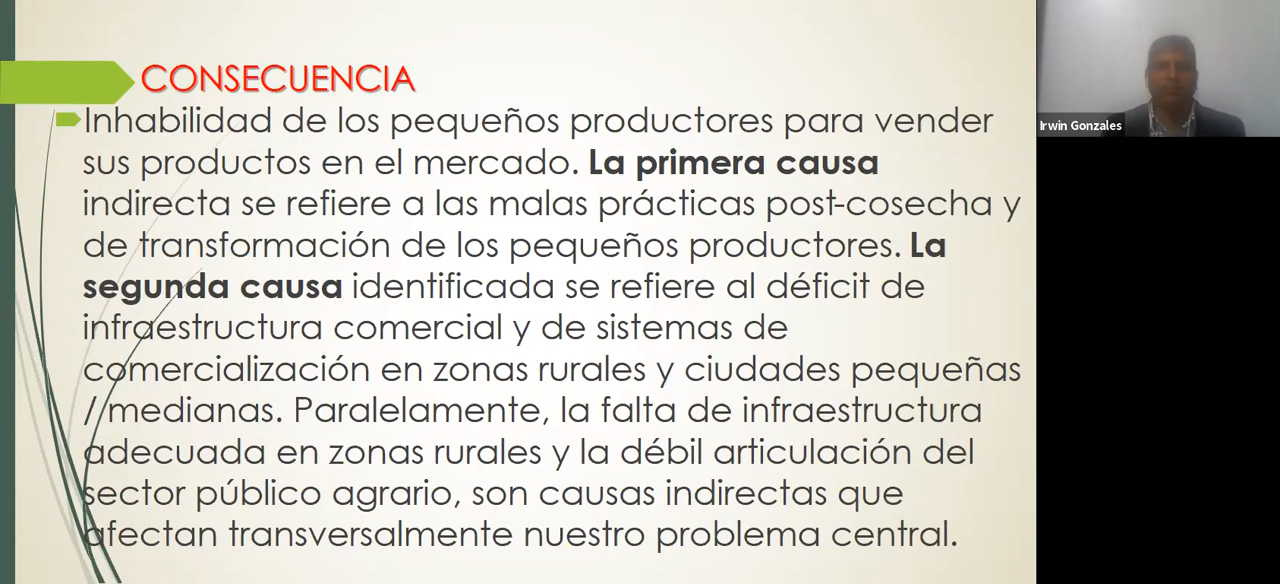 CONSECUENCIA
Inhabilidad de los pequeños productores para vender
sus productos en el mercado. La primera causa
indirecta se refiere a las malas prácticas post-cosecha y
de transformación de los pequeños productores. La
segunda causa identificada se refiere al déficit de
infraestructura comercial y de sistemas de
comercialización en zonas rurales y ciudades pequeñas
/ medianas. Paralelamente, la falta de infraestructura
adecuada en zonas rurales y la débil articulación del
sector público agrario, son causas indirectas que
afectan transversalmente nuestro problema central.
Irwin Gonzales